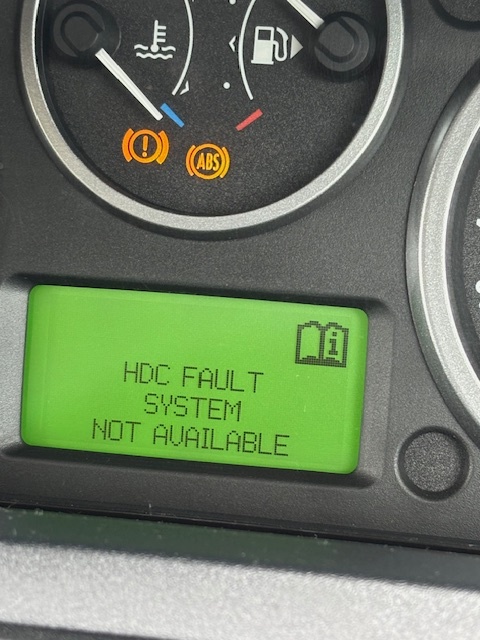 ABS
HDC FAULT
SYSTEM
NOT AVAILABLE